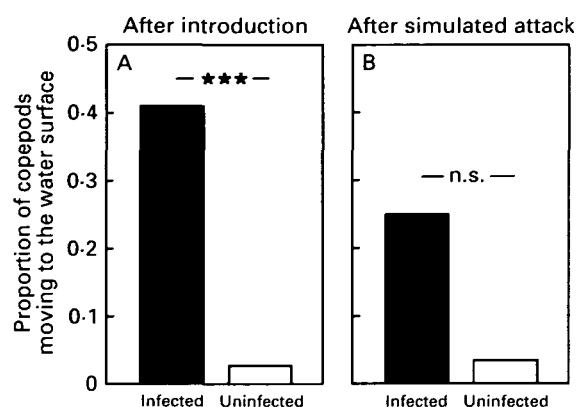 After introduction
After simulated attack
Proportion of copepods
moving to the water surface
0·5
0·4
0·3
0·2
0·1
0
A
— ★★★ —
Infected Uninfected
B
— n.s. —
Infected Uninfected